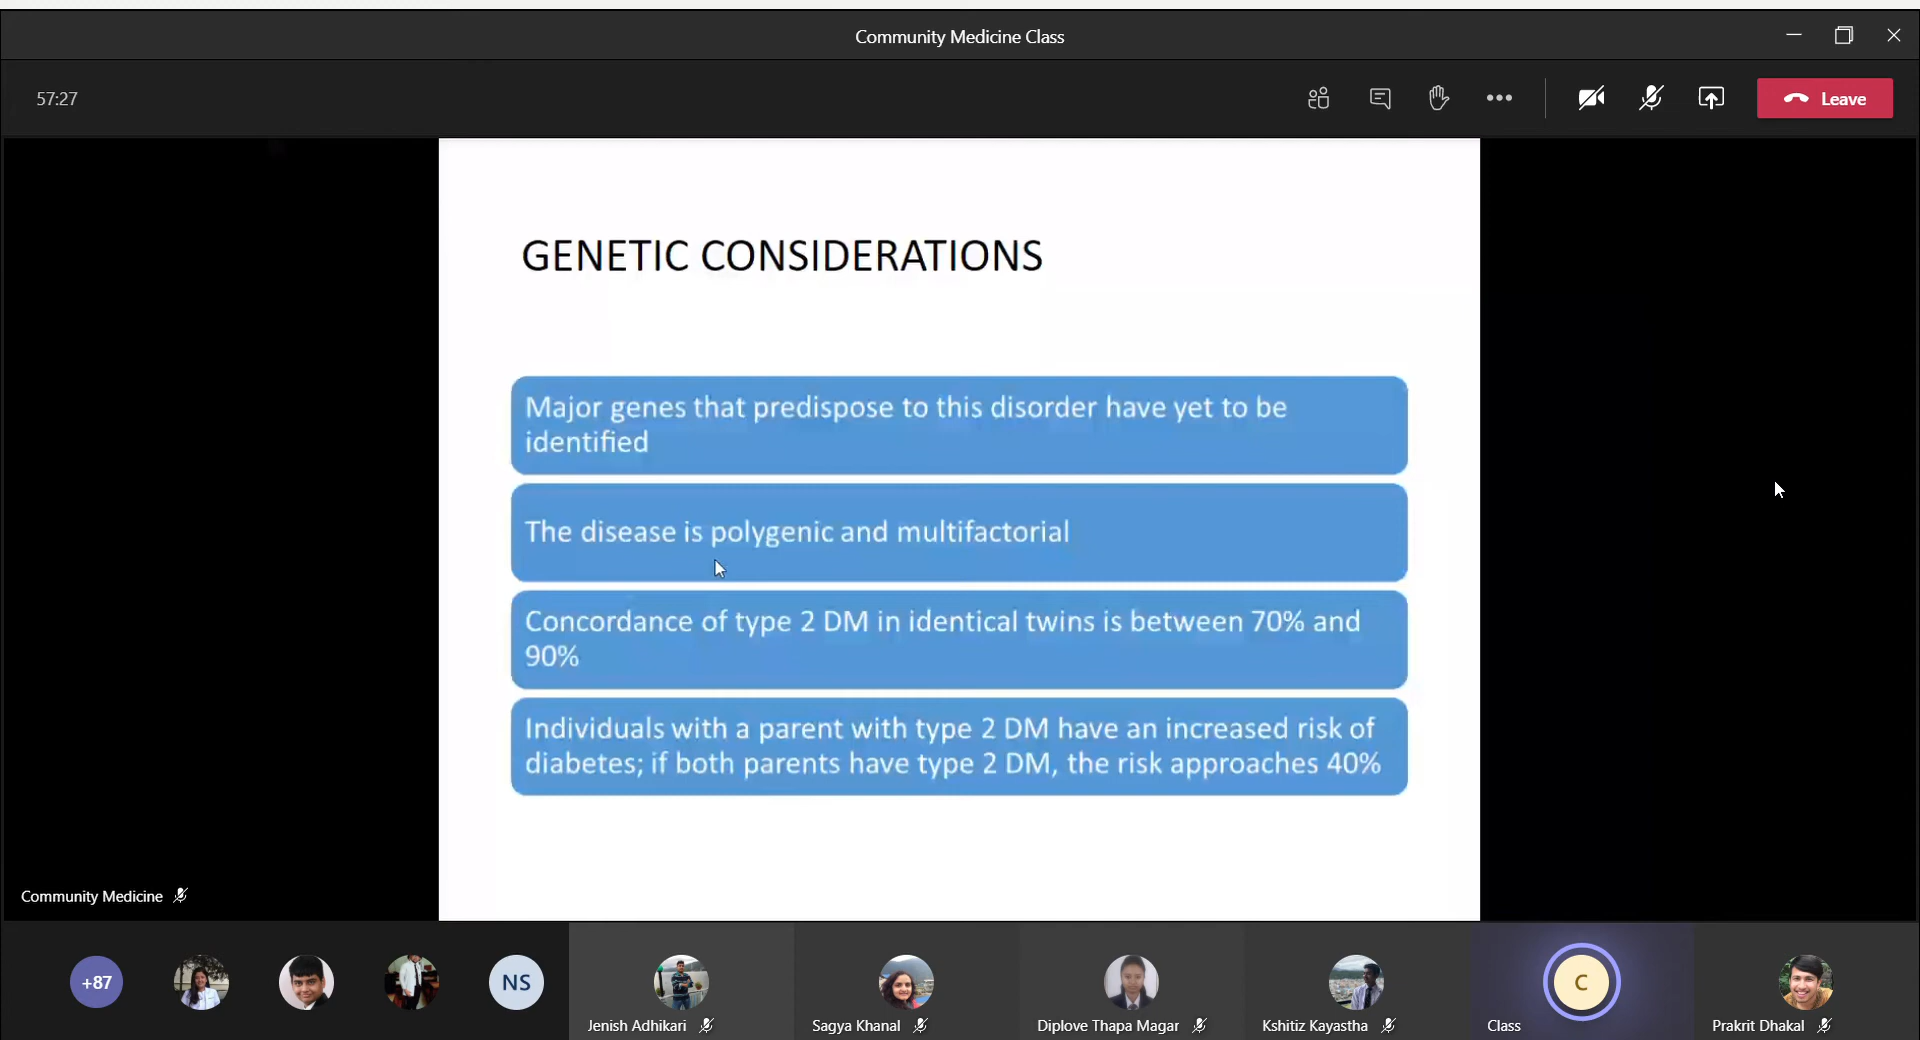 Community Medicine Class
57:27
Leave
GENETIC CONSIDERATIONS
Major genes that predispose to this disorder have yet to be
identified
The disease is polygenic and multifactorial
Concordance of type 2 DM in identical twins is between 70% and
90%
Individuals with a parent with type 2 DM have an increased risk of
diabetes; if both parents have type 2 DM, the risk approaches 40%
Community Medicine
+87
NS
C
Jenish Adhikari
Sagya Khanal
Diplove Thapa Magar
Kshitiz Kayastha
Class
Prakrit Dhakal